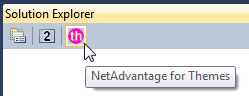 Solution Explorer
2 th
NetAdvantage for Themes